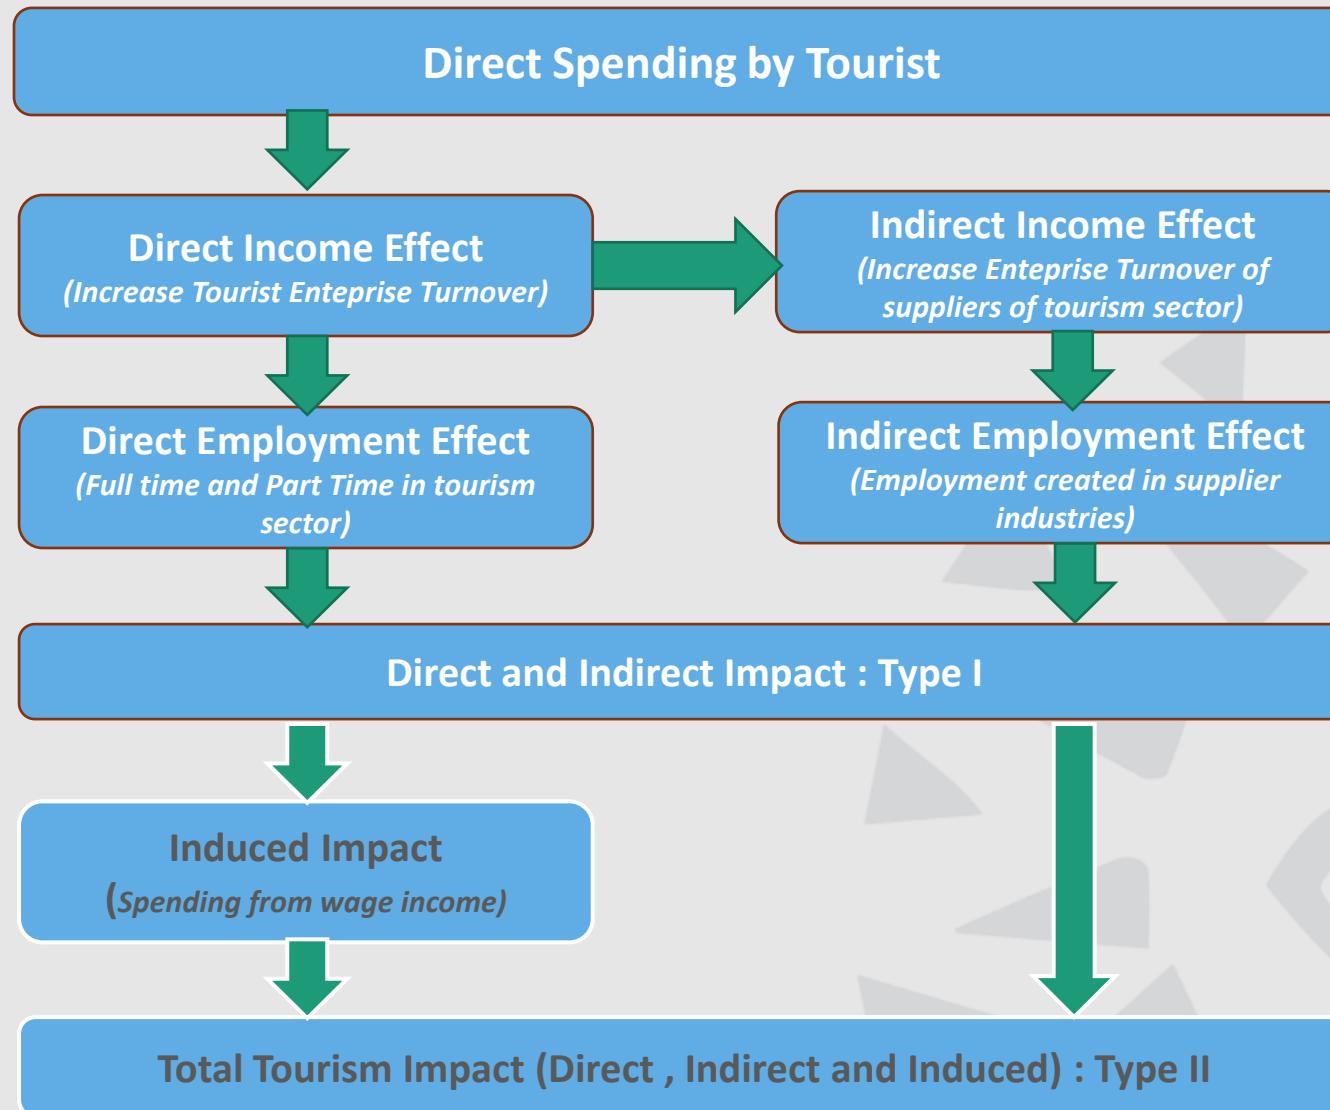 Direct Spending by Tourist
Direct Income Effect
(Increase Tourist Enteprise Turnover)
Indirect Income Effect
(Increase Enteprise Turnover of
suppliers of tourism sector)
Direct Employment Effect
(Full time and Part Time in tourism
sector)
Indirect Employment Effect
(Employment created in supplier
industries)
Direct and Indirect Impact : Type I
Induced Impact
(Spending from wage income)
Total Tourism Impact (Direct , Indirect and Induced) : Type II